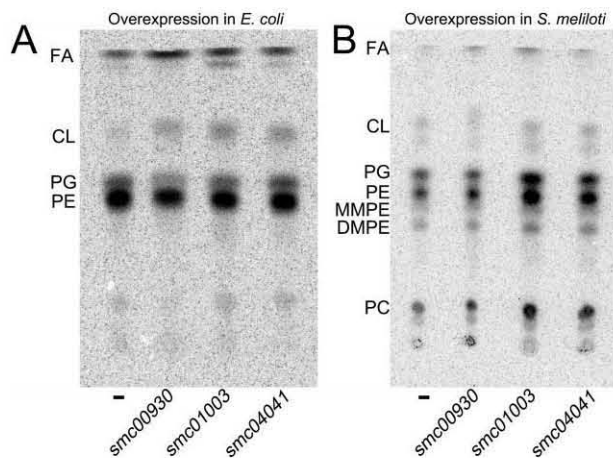 Overexpression in E. coli
A
FA
CL
PG
PE
-
smc00930
smc01003
smc04041
Overexpression in S. meliloti
B
FA
CL
PG
PE
MMPE
DMPE
PC
-
smc00930
smc01003
smc04041